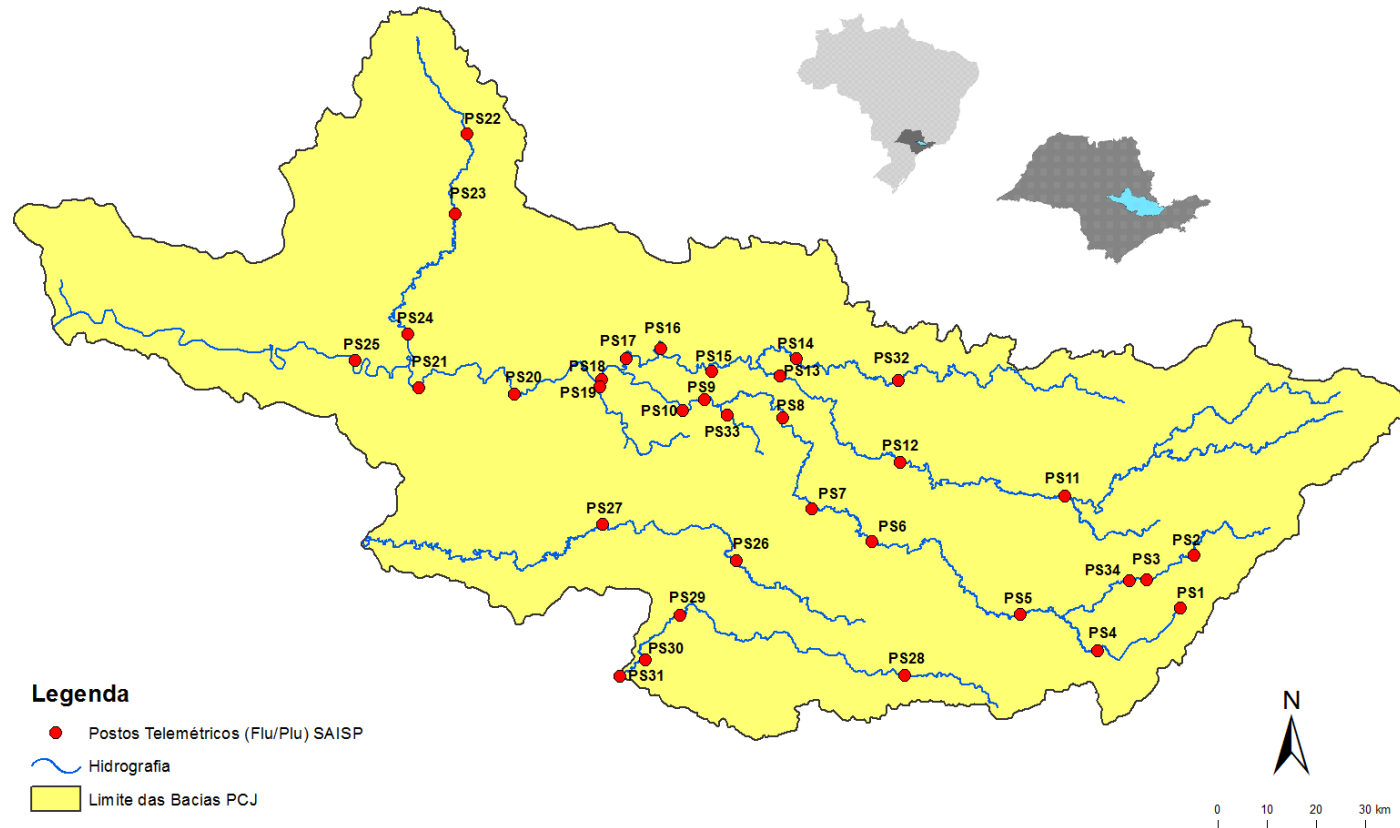 PS22
PS23
PS24
PS25
PS21
PS20
PS18
PS19
PS17
PS16
PS15
PS14
PS13
PS32
PS9
PS10
PS33
PS8
PS12
PS11
PS7
PS6
PS27
PS26
PS2
PS3
PS34
PS1
PS5
PS4
PS29
PS30
PS31
PS28
Legenda
Postos Telemétricos (Flu/Plu) SAISP
Hidrografia
Limite das Bacias PCJ
N
0 10 20 30 km